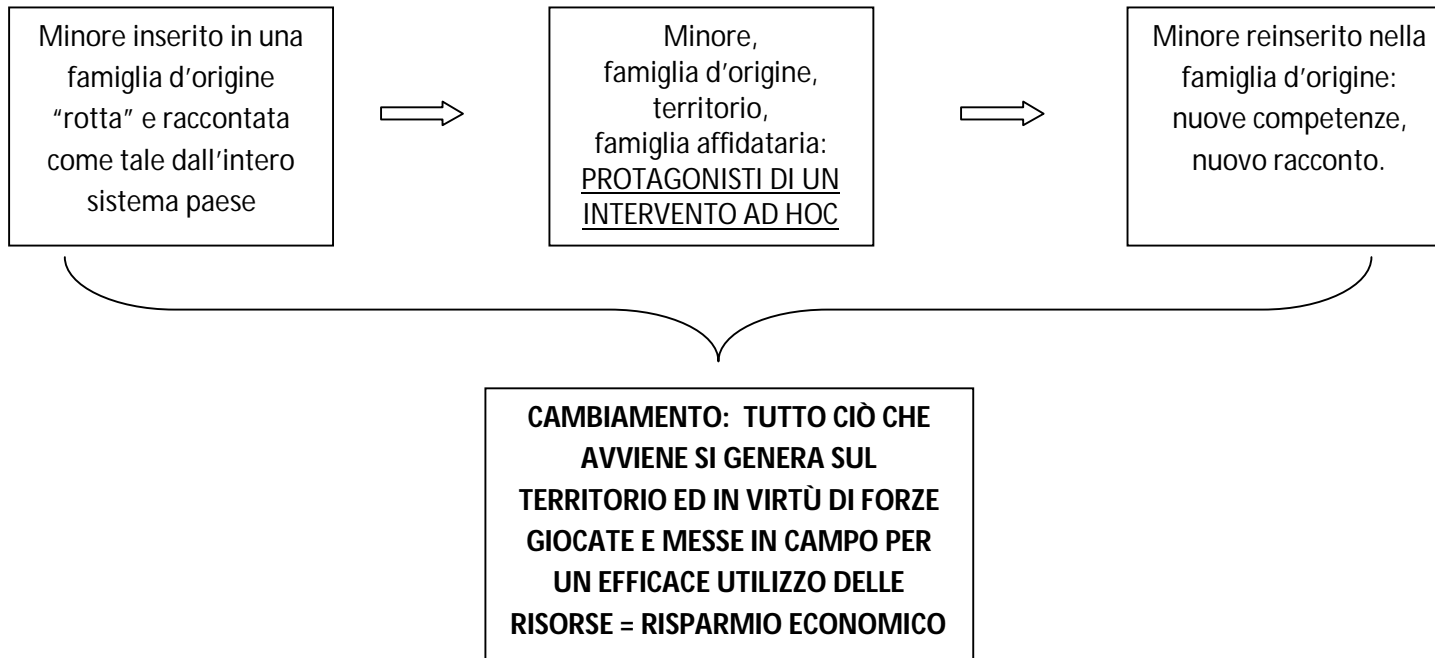 Minore inserito in una
famiglia d'origine
"rotta" e raccontata
come tale dall'intero
sistema paese
Minore,
famiglia d'origine,
territorio,
famiglia affidataria:
PROTAGONISTI DI UN
INTERVENTO AD HOC
Minore reinserito nella
famiglia d'origine:
nuove competenze,
nuovo racconto.
CAMBIAMENTO: TUTTO CIÒ CHE
AVVIENE SI GENERA SUL
TERRITORIO ED IN VIRTÙ DI FORZE
GIOCATE E MESSE IN CAMPO PER
UN EFFICACE UTILIZZO DELLE
RISORSE = RISPARMIO ECONOMICO